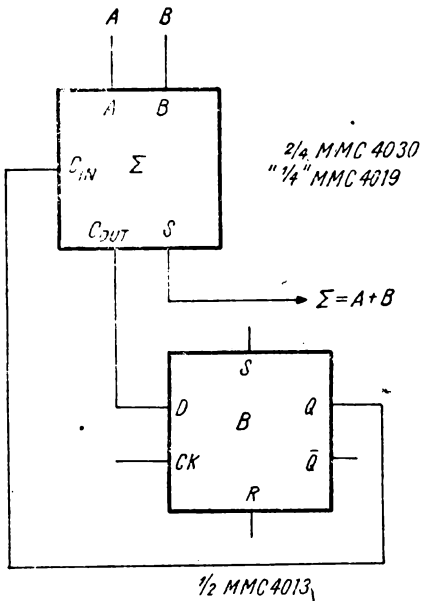 A B
A B
2/4 MMC 4030
C_IN Σ "1/4" MMC 4019
C_OUT S
Σ = A + B
S
D B Q
CK Q̄
R
1/2 MMC 4013